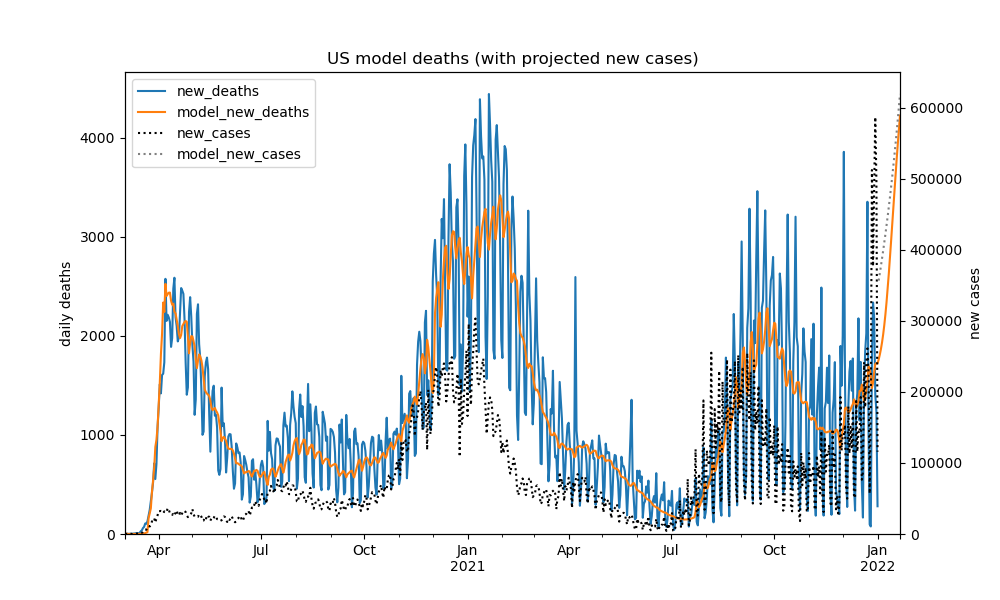 US model deaths (with projected new cases)
new_deaths
model_new_deaths
new_cases
model_new_cases
daily deaths
4000
3000
2000
1000
0
new cases
600000
500000
400000
300000
200000
100000
0
Apr
Jul
Oct
Jan
2021
Apr
Jul
Oct
Jan
2022